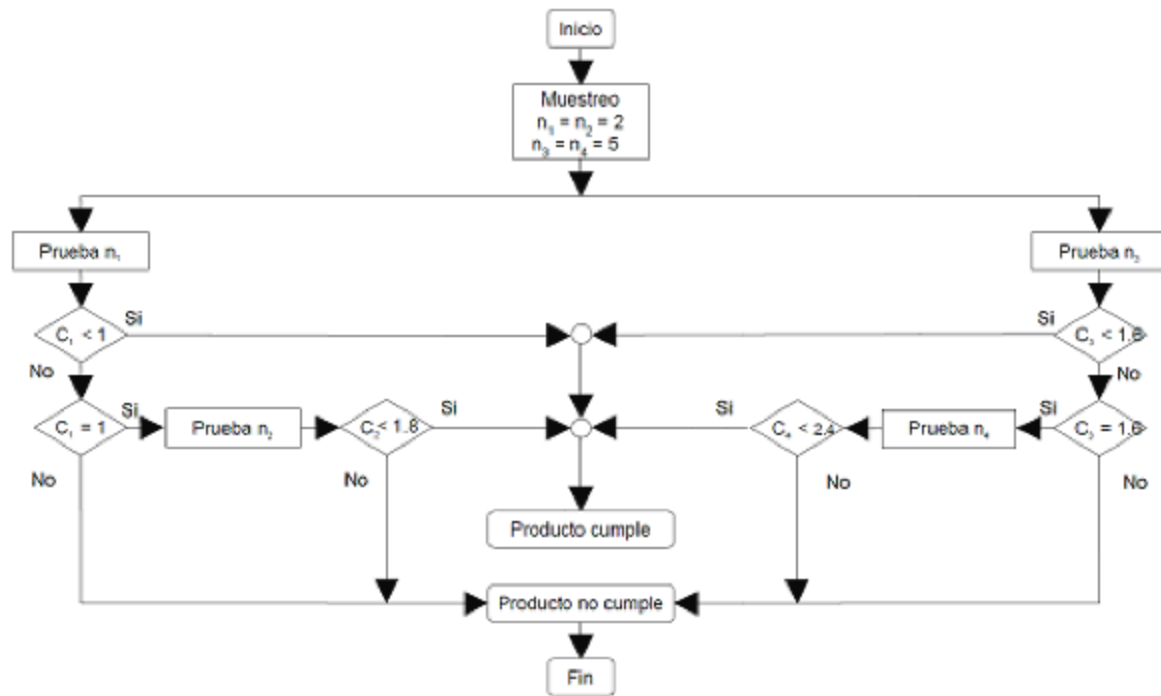 Inicio
Muestreo
n₁ = n₂ = 2
n₃ = n₄ = 5
Prueba n₁
Prueba n₃
C₁ < 1
Si
Si
C₃ < 1.6
No
No
C₁ = 1
Si
Prueba n₂
C₂ < 1.8
Si
Si
C₄ < 2.4
Prueba n₄
Si
C₃ = 1.6
No
No
No
No
Producto cumple
Producto no cumple
Fin